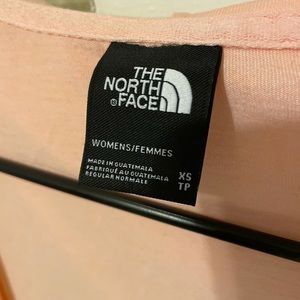 THE
NORTH
FACE
WOMENS/FEMMES
MADE IN GUATEMALA
FABRIQUÉ AU GUATEMALA
REGULAR NORMALE
XS
TP